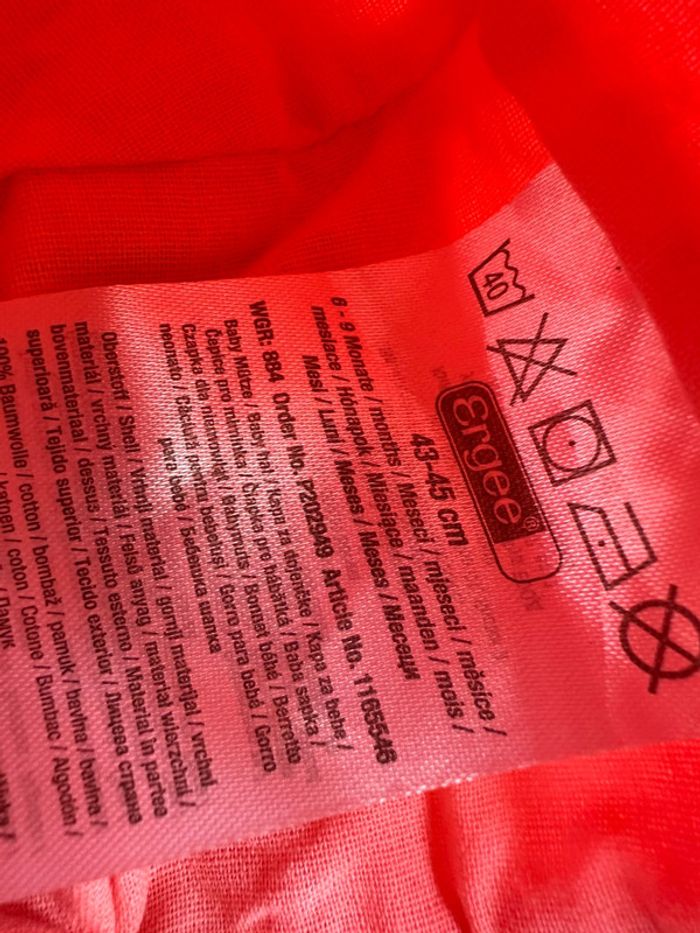 40
Ergee®
43-45 cm
6 - 9 Monate / months / Meseci / mjeseci / měsíce /
mesiace / Hónapok / Miesiące / maanden / mais /
Mesi / Luni / Meses / Meses / Месеци
WGR: 884 Order No. P202949 Article No. 1165546
Baby Mütze / Baby hat / Kapa za dojenčke / Kapa za bebe /
Čepice pro miminka / Čiapka pro bábätká / Baba sapka /
Czapka dla niemowląt / Babymuts / Bonnet bébé / Berretto
neonato / Căciulă pentru bebeluși / Gorro para bebé / Gorro
para bebé / Бебешка шапка
Oberstoff / Shell / Vrhnji material / gornji materijal / vrchní
materiál / vrchný materiál / Felső anyag / materiał wierzchni /
bovenmateriaal / dessus / Tessuto esterno / Material în partea
superioară / Tejido superior / Tecido exterior / Лицева страна
100% Baumwolle / cotton / bombaž / pamuk / bavlna / bavlna /
katoen / coton / Cotone / Bumbac / Algodón /